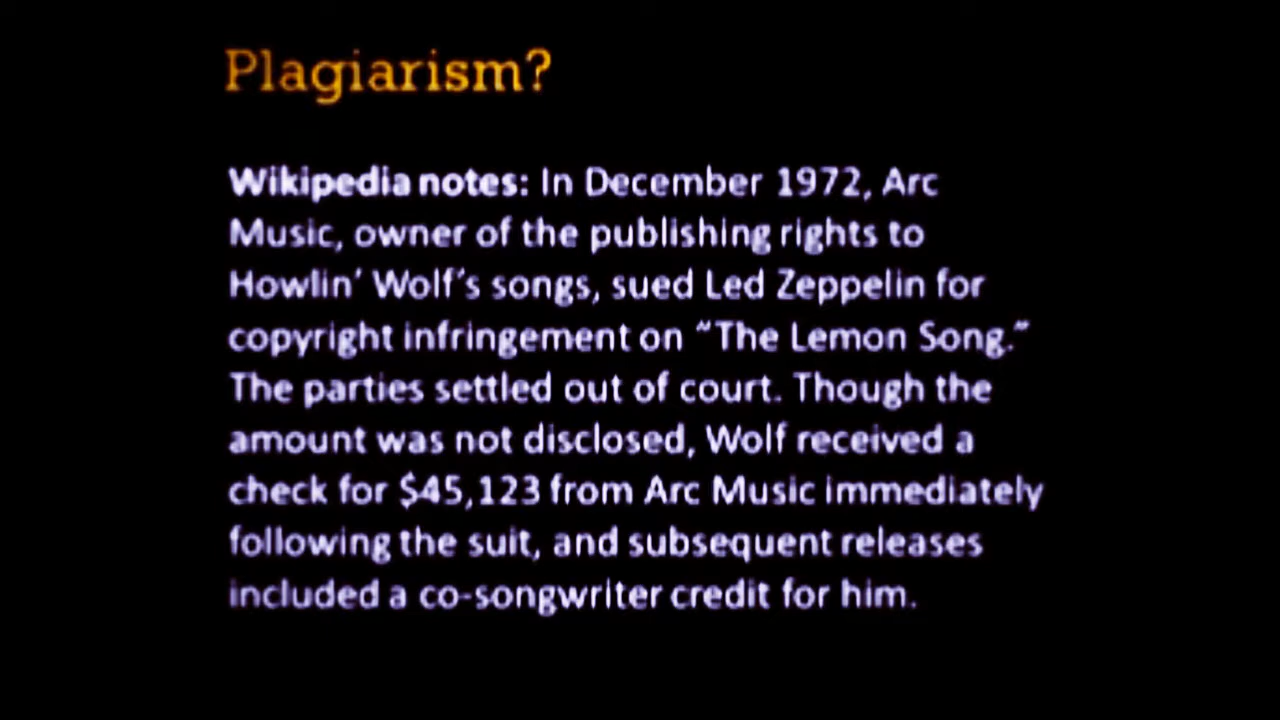 Plagiarism?
Wikipedia notes: In December 1972, Arc
Music, owner of the publishing rights to
Howlin’ Wolf’s songs, sued Led Zeppelin for
copyright infringement on “The Lemon Song.”
The parties settled out of court. Though the
amount was not disclosed, Wolf received a
check for $45,123 from Arc Music immediately
following the suit, and subsequent releases
included a co-songwriter credit for him.